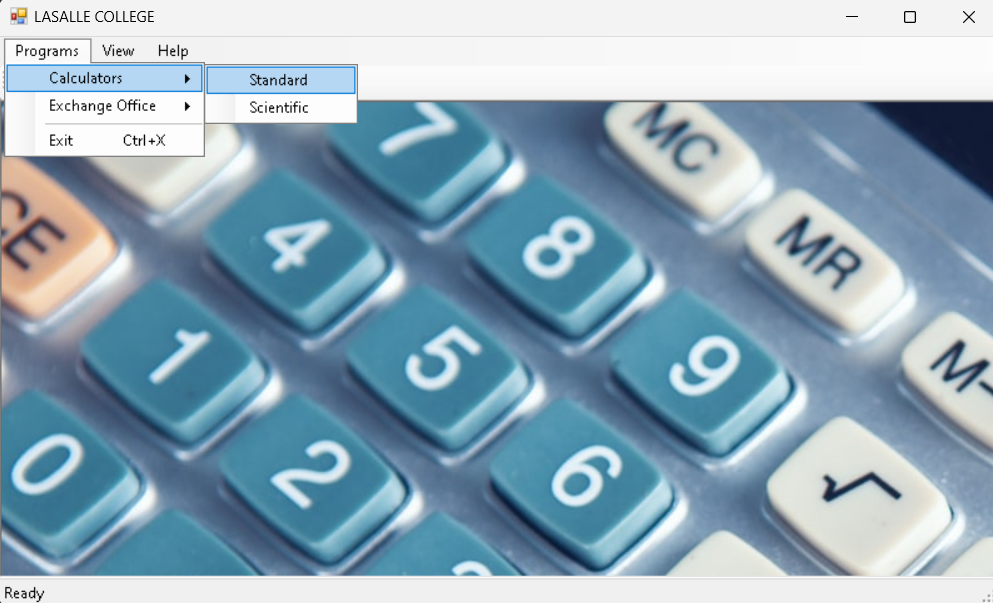 LASALLE COLLEGE
Programs View Help
Calculators Standard
Exchange Office Scientific
Exit Ctrl+X
7 MC
4 8 MR
CE
1 5 9 M-
0 2 6 √
Ready